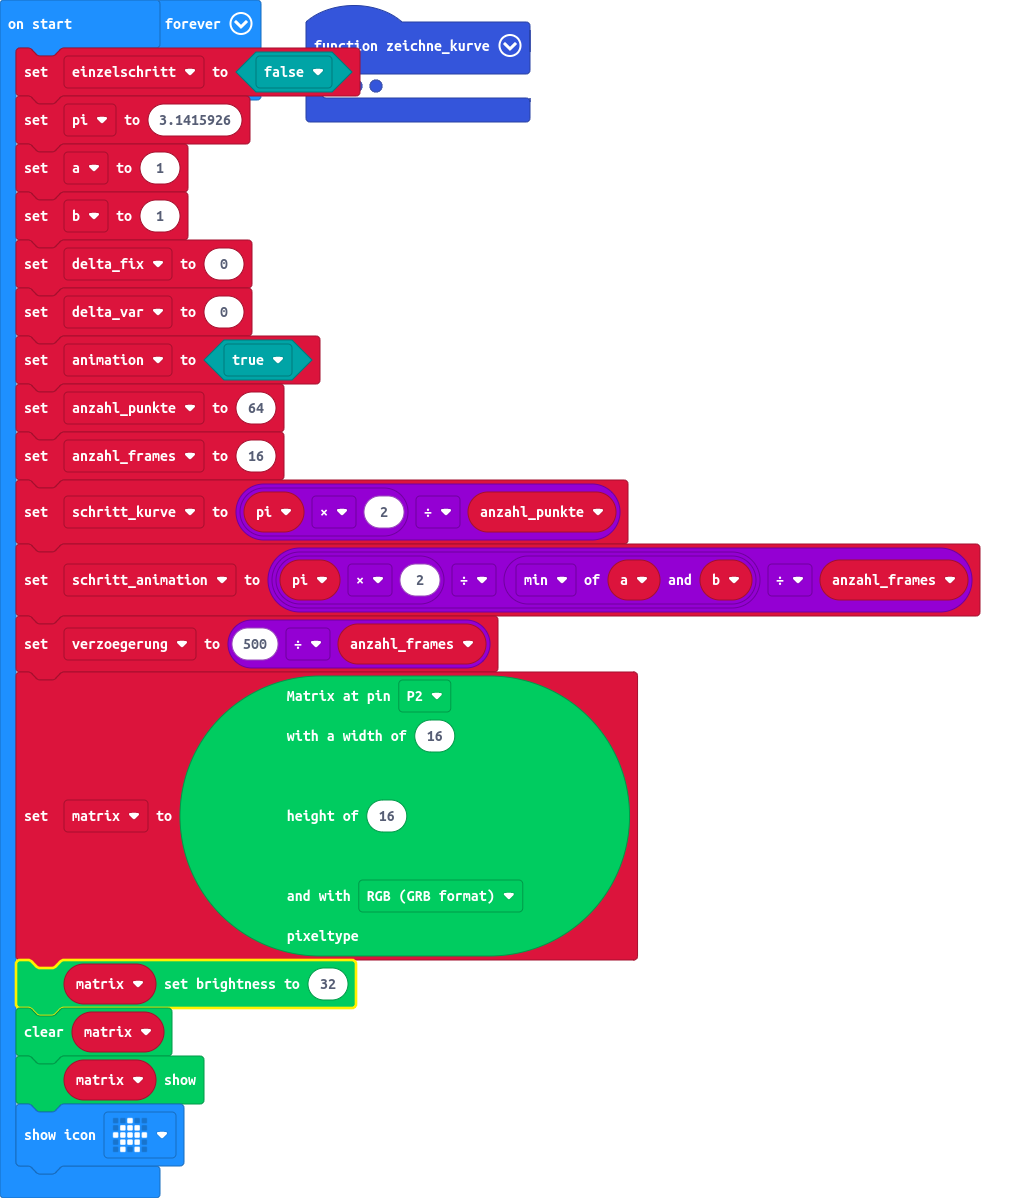 on start
forever
function zeichne_kurve
set einzelschritt to false
set pi to 3.1415926
set a to 1
set b to 1
set delta_fix to 0
set delta_var to 0
set animation to true
set anzahl_punkte to 64
set anzahl_frames to 16
set schritt_kurve to pi × 2 ÷ anzahl_punkte
set schritt_animation to pi × 2 ÷ min of a and b ÷ anzahl_frames
set verzoegerung to 500 ÷ anzahl_frames
set matrix to
Matrix at pin P2
with a width of 16
height of 16
and with RGB (GRB format)
pixeltype
matrix set brightness to 32
clear matrix
matrix show
show icon